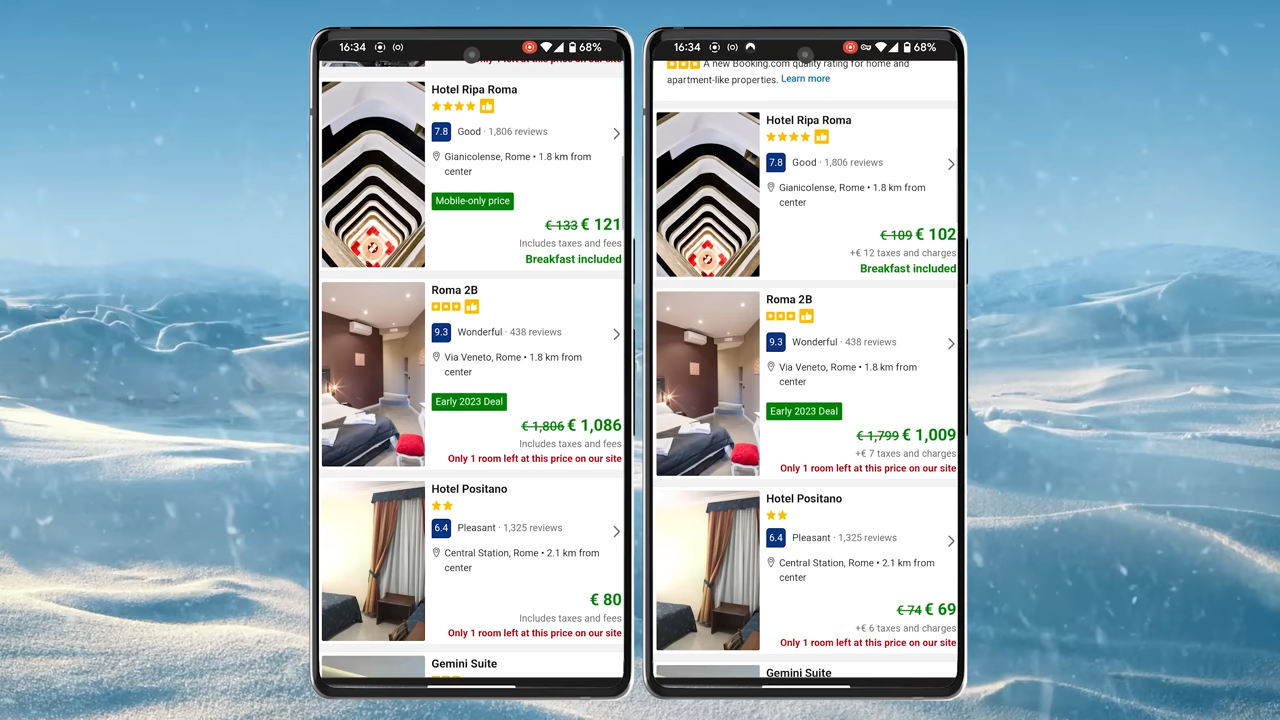 16:34
68%
Hotel Ripa Roma
7.8 Good · 1,806 reviews
Gianicolense, Rome • 1.8 km from
center
Mobile-only price
€ 133 € 121
Includes taxes and fees
Breakfast included
Roma 2B
9.3 Wonderful · 438 reviews
Via Veneto, Rome • 1.8 km from
center
Early 2023 Deal
€ 1,806 € 1,086
Includes taxes and fees
Only 1 room left at this price on our site
Hotel Positano
6.4 Pleasant · 1,325 reviews
Central Station, Rome • 2.1 km from
center
€ 80
Includes taxes and fees
Only 1 room left at this price on our site
Gemini Suite
16:34
68%
A new Booking.com quality rating for home and
apartment-like properties. Learn more
Hotel Ripa Roma
7.8 Good · 1,806 reviews
Gianicolense, Rome • 1.8 km from
center
€ 109 € 102
+€ 12 taxes and charges
Breakfast included
Roma 2B
9.3 Wonderful · 438 reviews
Via Veneto, Rome • 1.8 km from
center
Early 2023 Deal
€ 1,799 € 1,009
+€ 7 taxes and charges
Only 1 room left at this price on our site
Hotel Positano
6.4 Pleasant · 1,325 reviews
Central Station, Rome • 2.1 km from
center
€ 74 € 69
+€ 6 taxes and charges
Only 1 room left at this price on our site
Gemini Suite